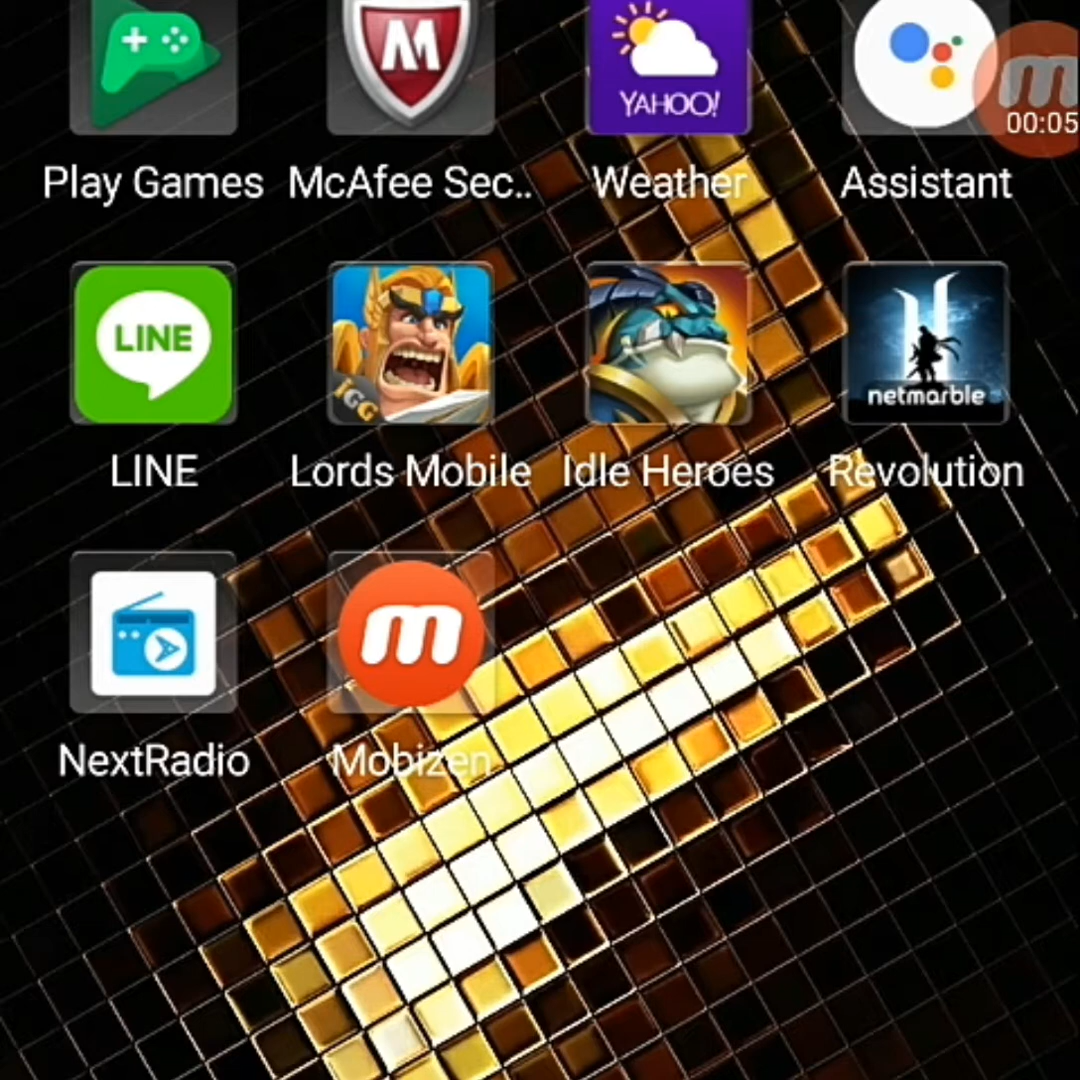 YAHOO!
00:05
Play Games
McAfee Sec..
Weather
Assistant
LINE
IGG
netmarble
LINE
Lords Mobile
Idle Heroes
Revolution
m
NextRadio
Mobizen